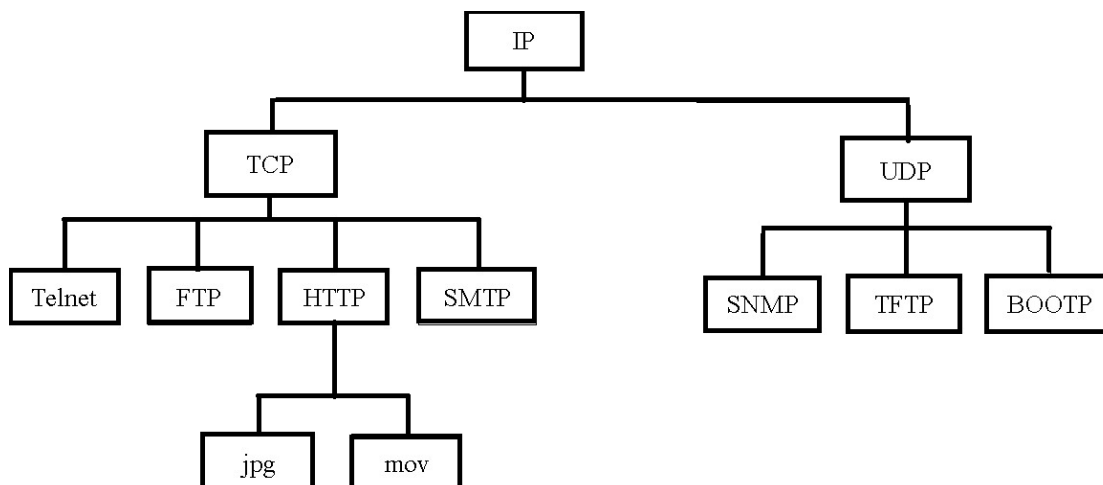 IP
TCP
UDP
Telnet
FTP
HTTP
SMTP
SNMP
TFTP
BOOTP
jpg
mov